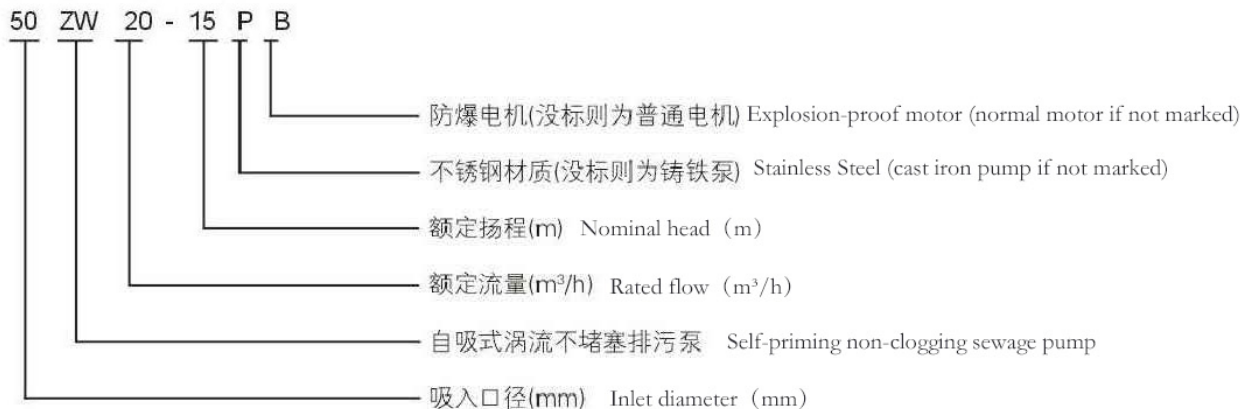 50 ZW 20 - 15 P B
防爆电机(没标则为普通电机) Explosion-proof motor (normal motor if not marked)
不锈钢材质(没标则为铸铁泵) Stainless Steel (cast iron pump if not marked)
额定扬程(m) Nominal head（m）
额定流量(m³/h) Rated flow（m³/h）
自吸式涡流不堵塞排污泵 Self-priming non-clogging sewage pump
吸入口径(mm) Inlet diameter（mm）